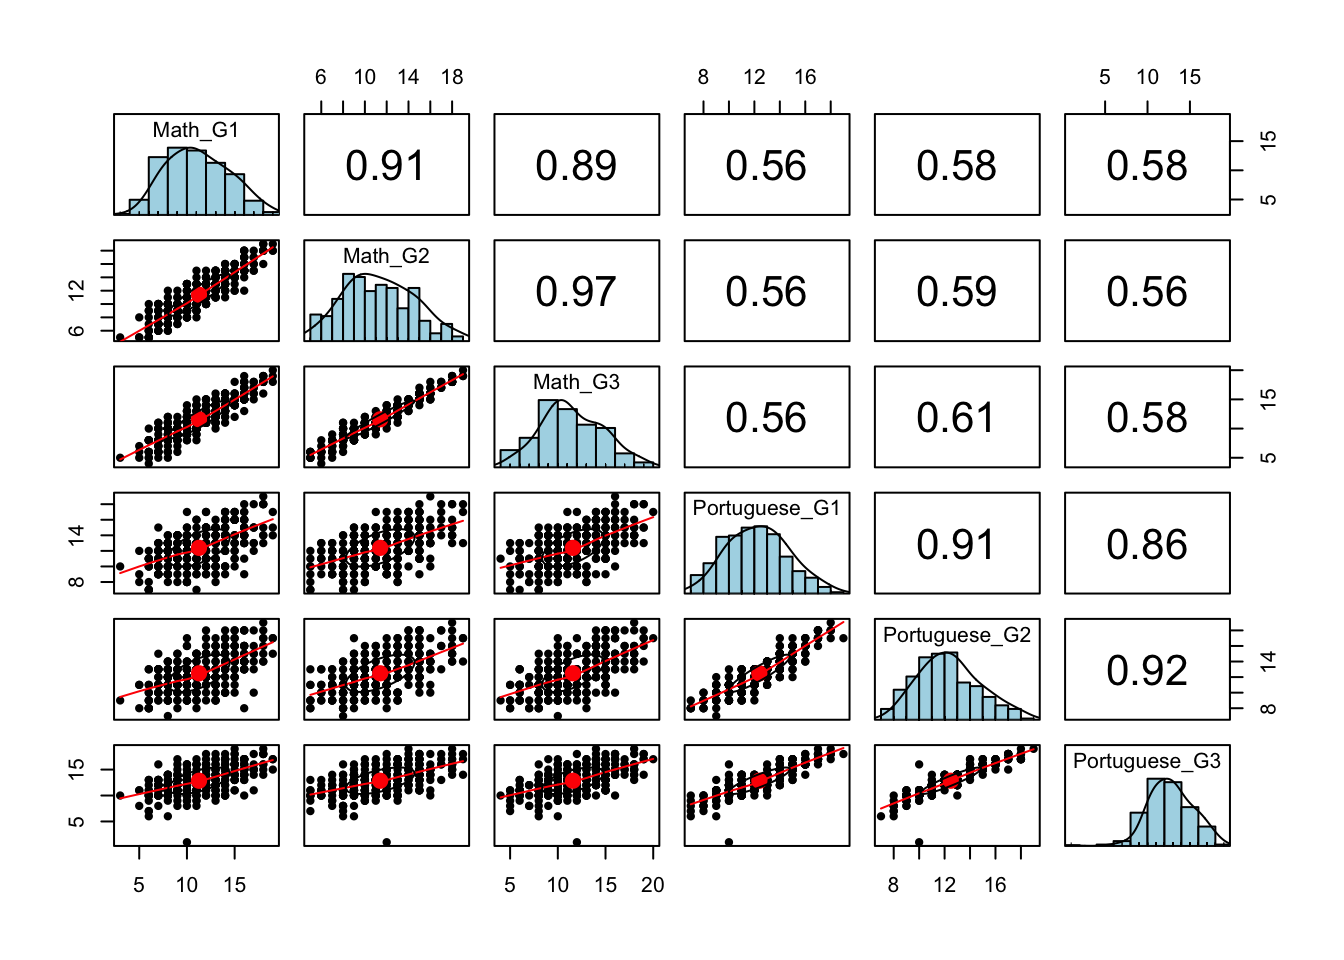 6 10 14 18 8 12 16 5 10 15
Math_G1 0.91 0.89 0.56 0.58 0.58 5 15
6 12 Math_G2 0.97 0.56 0.59 0.56
Math_G3 0.56 0.61 0.58 5 15
8 14 Portuguese_G1 0.91 0.86
Portuguese_G2 0.92 8 14
5 15 Portuguese_G3
5 10 15 5 10 15 20 8 12 16